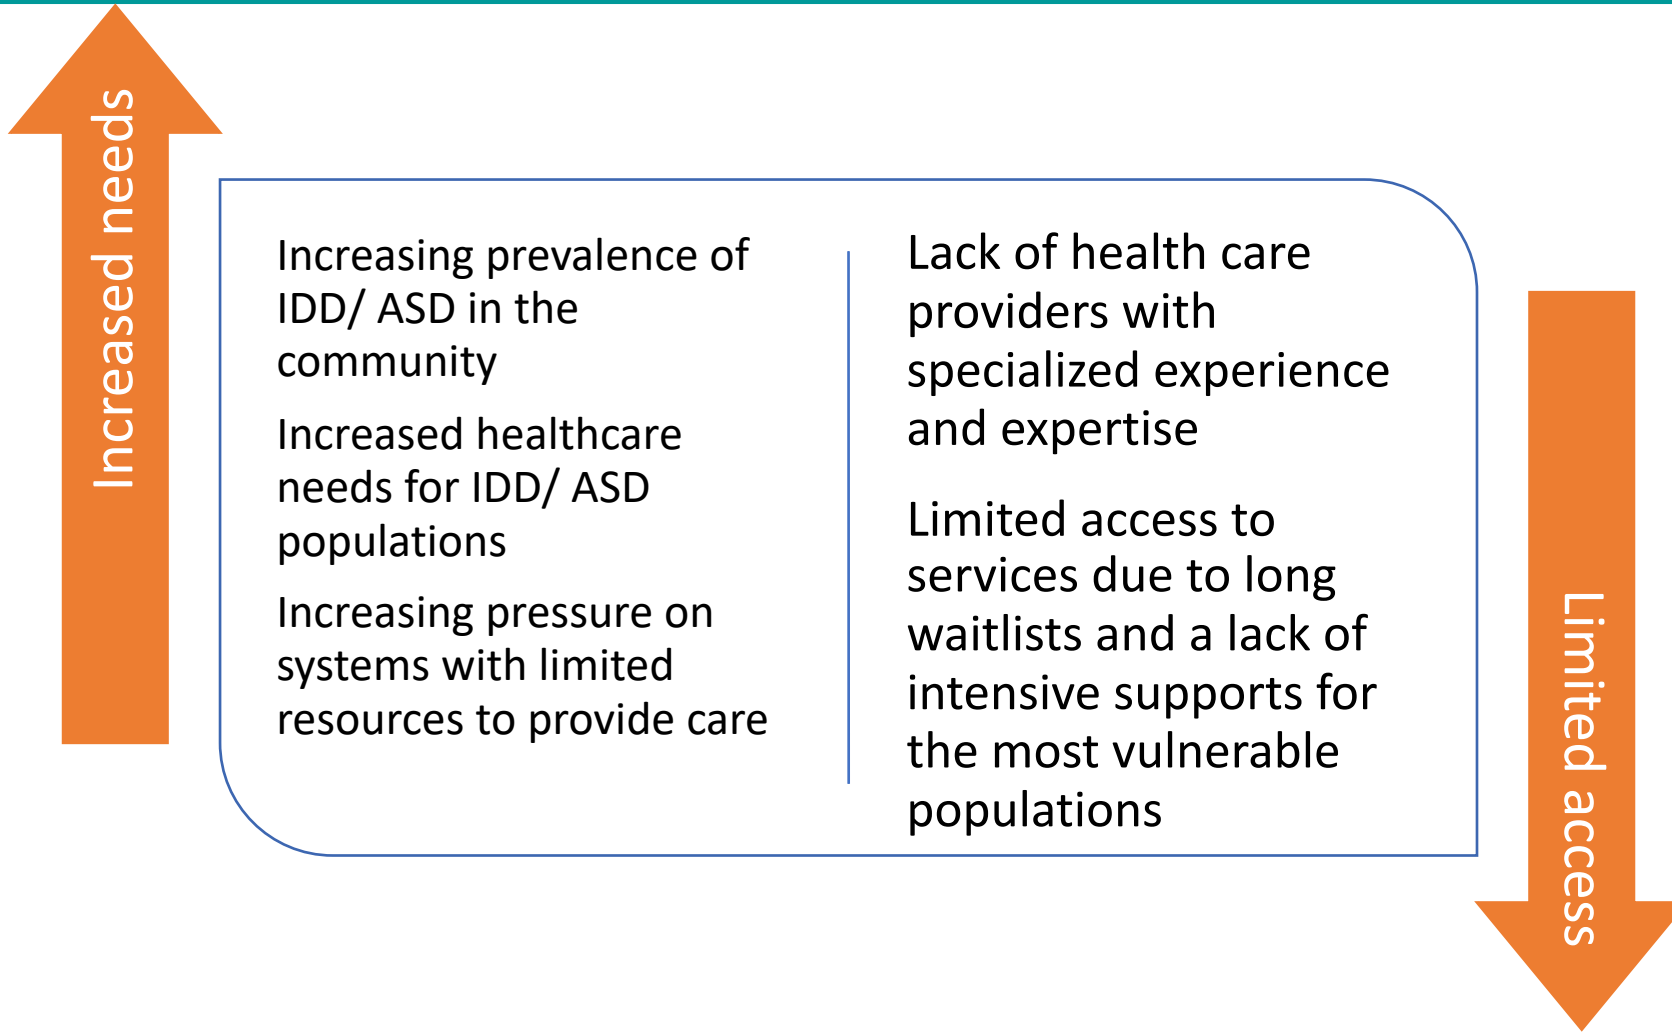 Increased needs
Increasing prevalence of
IDD/ ASD in the
community
Increased healthcare
needs for IDD/ ASD
populations
Increasing pressure on
systems with limited
resources to provide care
Lack of health care
providers with
specialized experience
and expertise
Limited access to
services due to long
waitlists and a lack of
intensive supports for
the most vulnerable
populations
Limited access